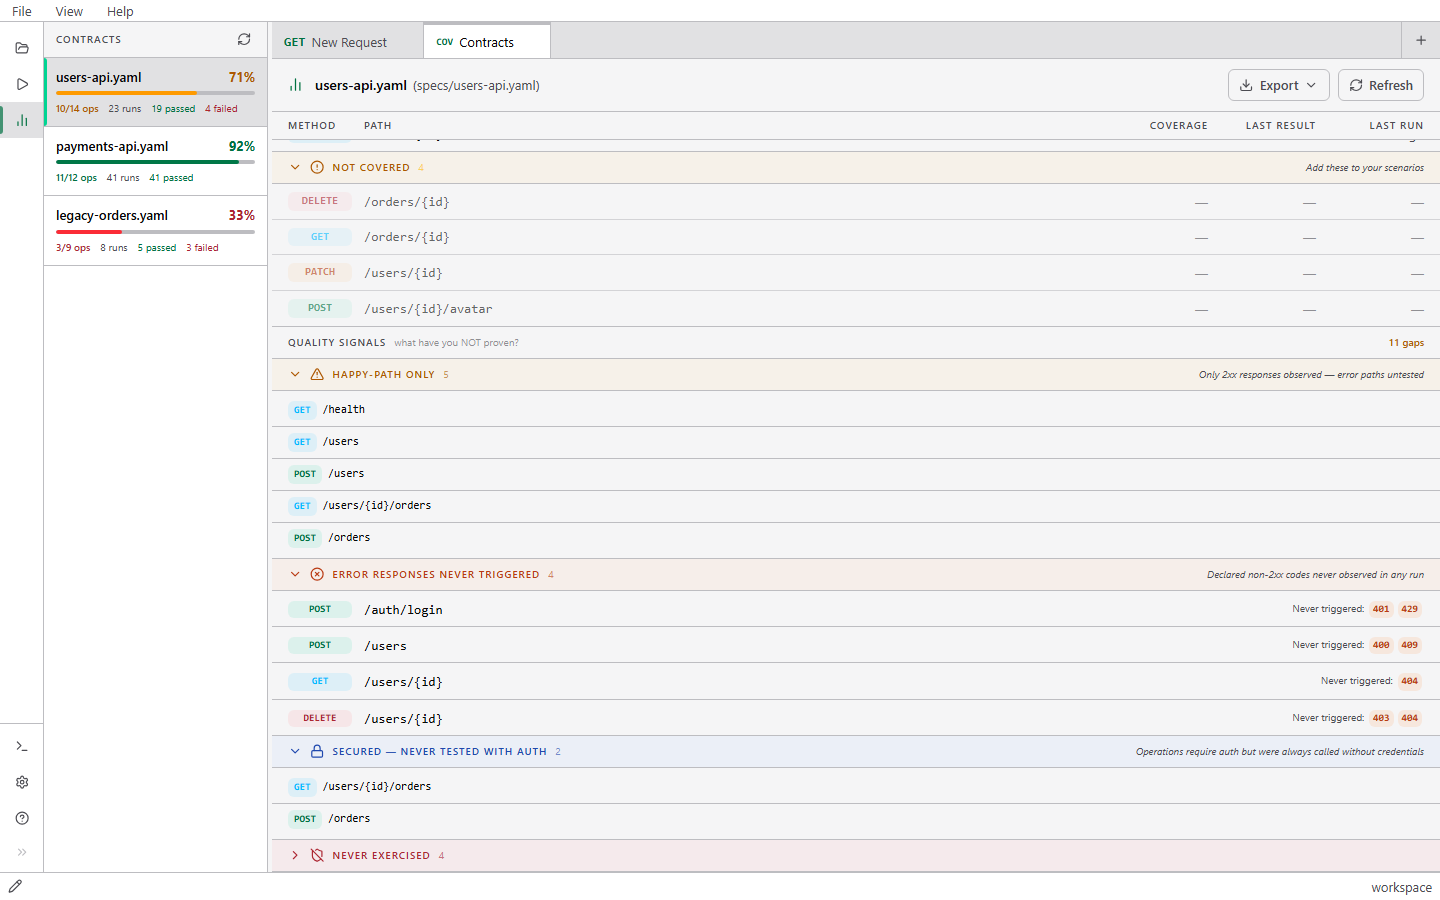 File View Help
CONTRACTS
users-api.yaml 71%
10/14 ops 23 runs 19 passed 4 failed
payments-api.yaml 92%
11/12 ops 41 runs 41 passed
legacy-orders.yaml 33%
3/9 ops 8 runs 5 passed 3 failed
GET New Request
COV Contracts
+
users-api.yaml (specs/users-api.yaml)
Export
Refresh
METHOD PATH COVERAGE LAST RESULT LAST RUN
NOT COVERED 4 Add these to your scenarios
DELETE /orders/{id} — — —
GET /orders/{id} — — —
PATCH /users/{id} — — —
POST /users/{id}/avatar — — —
QUALITY SIGNALS what have you NOT proven? 11 gaps
HAPPY-PATH ONLY 5 Only 2xx responses observed — error paths untested
GET /health
GET /users
POST /users
GET /users/{id}/orders
POST /orders
ERROR RESPONSES NEVER TRIGGERED 4 Declared non-2xx codes never observed in any run
POST /auth/login Never triggered: 401 429
POST /users Never triggered: 400 409
GET /users/{id} Never triggered: 404
DELETE /users/{id} Never triggered: 403 404
SECURED — NEVER TESTED WITH AUTH 2 Operations require auth but were always called without credentials
GET /users/{id}/orders
POST /orders
NEVER EXERCISED 4
workspace